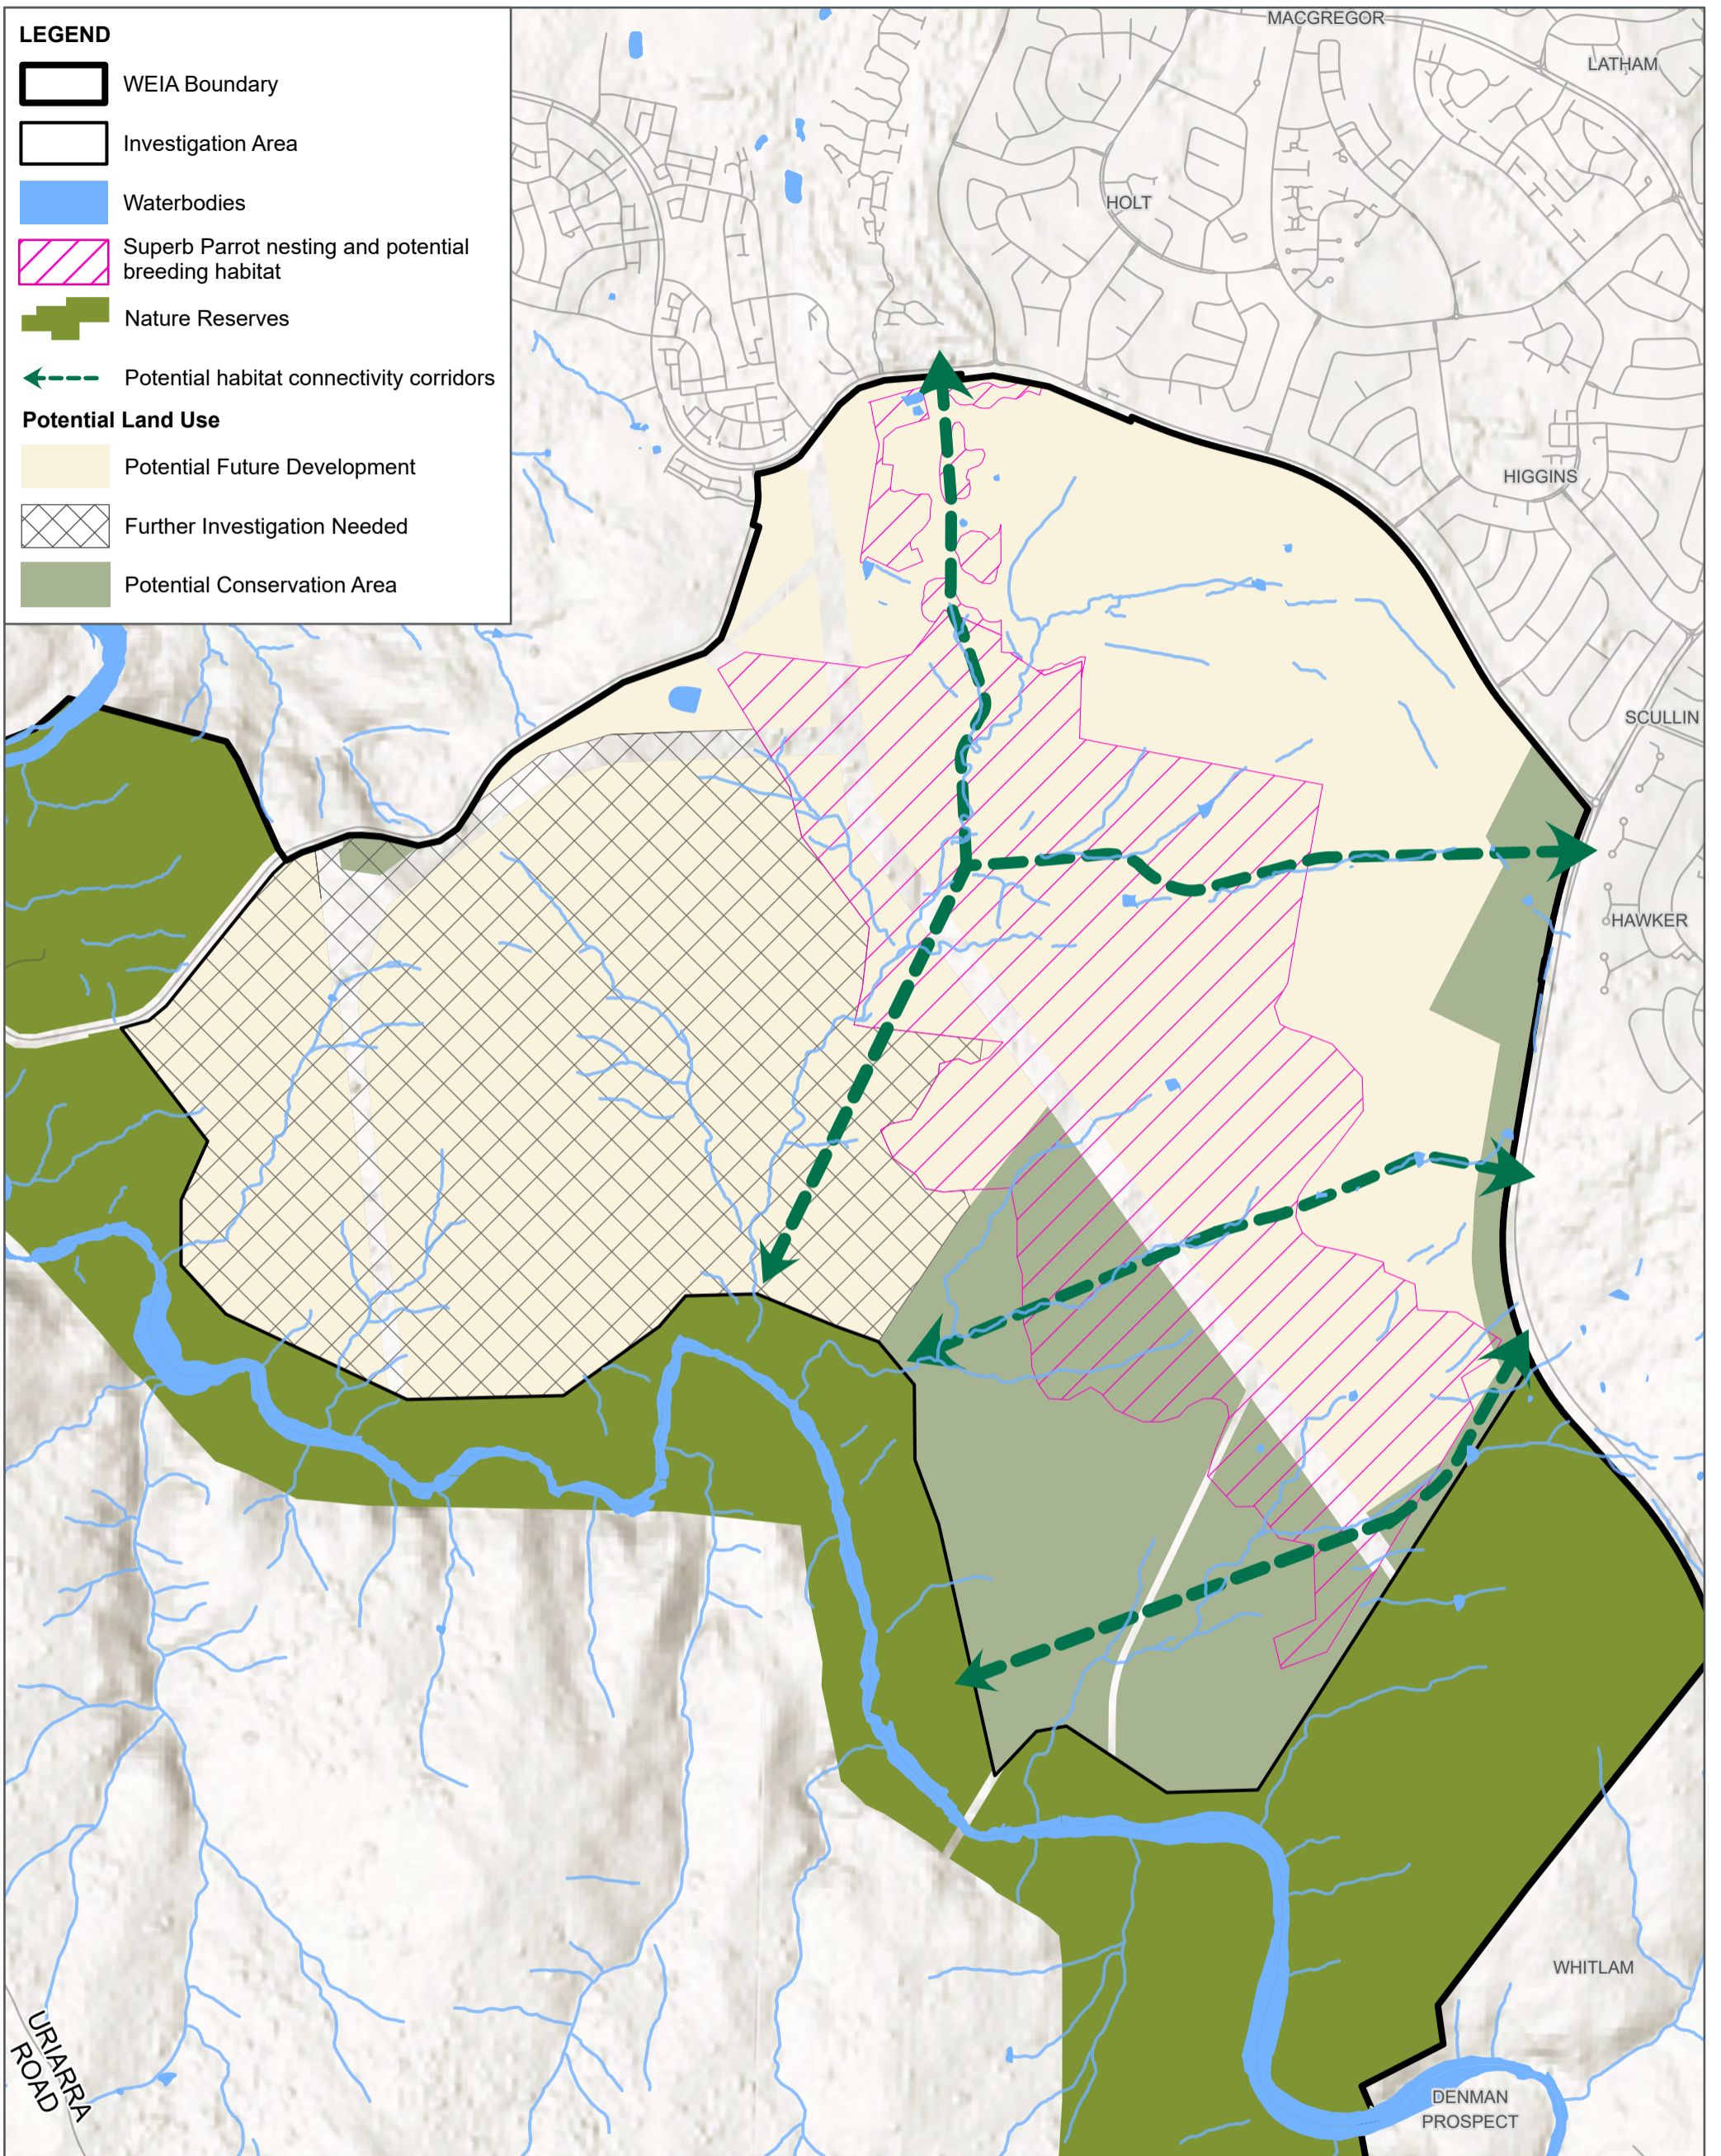 LEGEND
WEIA Boundary
Investigation Area
Waterbodies
Superb Parrot nesting and potential
breeding habitat
Nature Reserves
Potential habitat connectivity corridors
Potential Land Use
Potential Future Development
Further Investigation Needed
Potential Conservation Area
MACGREGOR
LATHAM
HOLT
HIGGINS
SCULLIN
HAWKER
WHITLAM
URIARRA
ROAD
DENMAN
PROSPECT